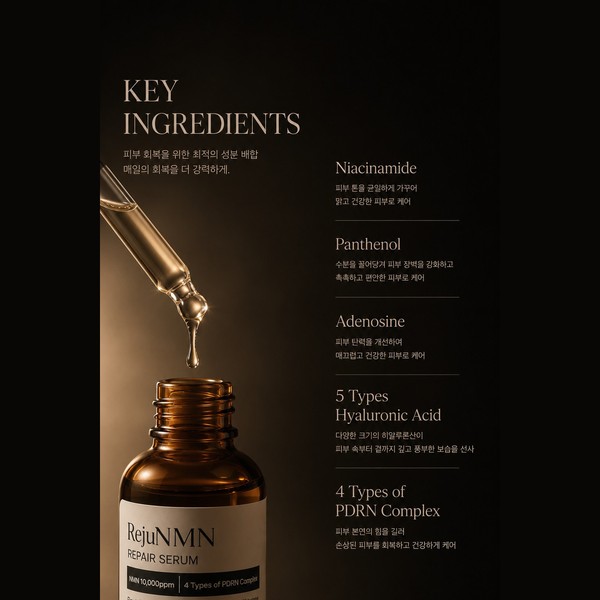 KEY
INGREDIENTS
피부 회복을 위한 최적의 성분 배합
매일의 회복을 더 강력하게.
Niacinamide
피부 톤을 균일하게 가꾸어
맑고 건강한 피부로 케어
Panthenol
수분을 끌어당겨 피부 장벽을 강화하고
촉촉하고 편안한 피부로 케어
Adenosine
피부 탄력을 개선하여
매끄럽고 건강한 피부로 케어
5 Types
Hyaluronic Acid
다양한 크기의 히알루론산이
피부 속부터 겉까지 깊고 풍부한 보습을 선사
4 Types of
PDRN Complex
피부 본연의 힘을 길러
손상된 피부를 회복하고 건강하게 케어
RejuNMN
REPAIR SERUM
NMN 10,000ppm | 4 Types of PDRN Complex